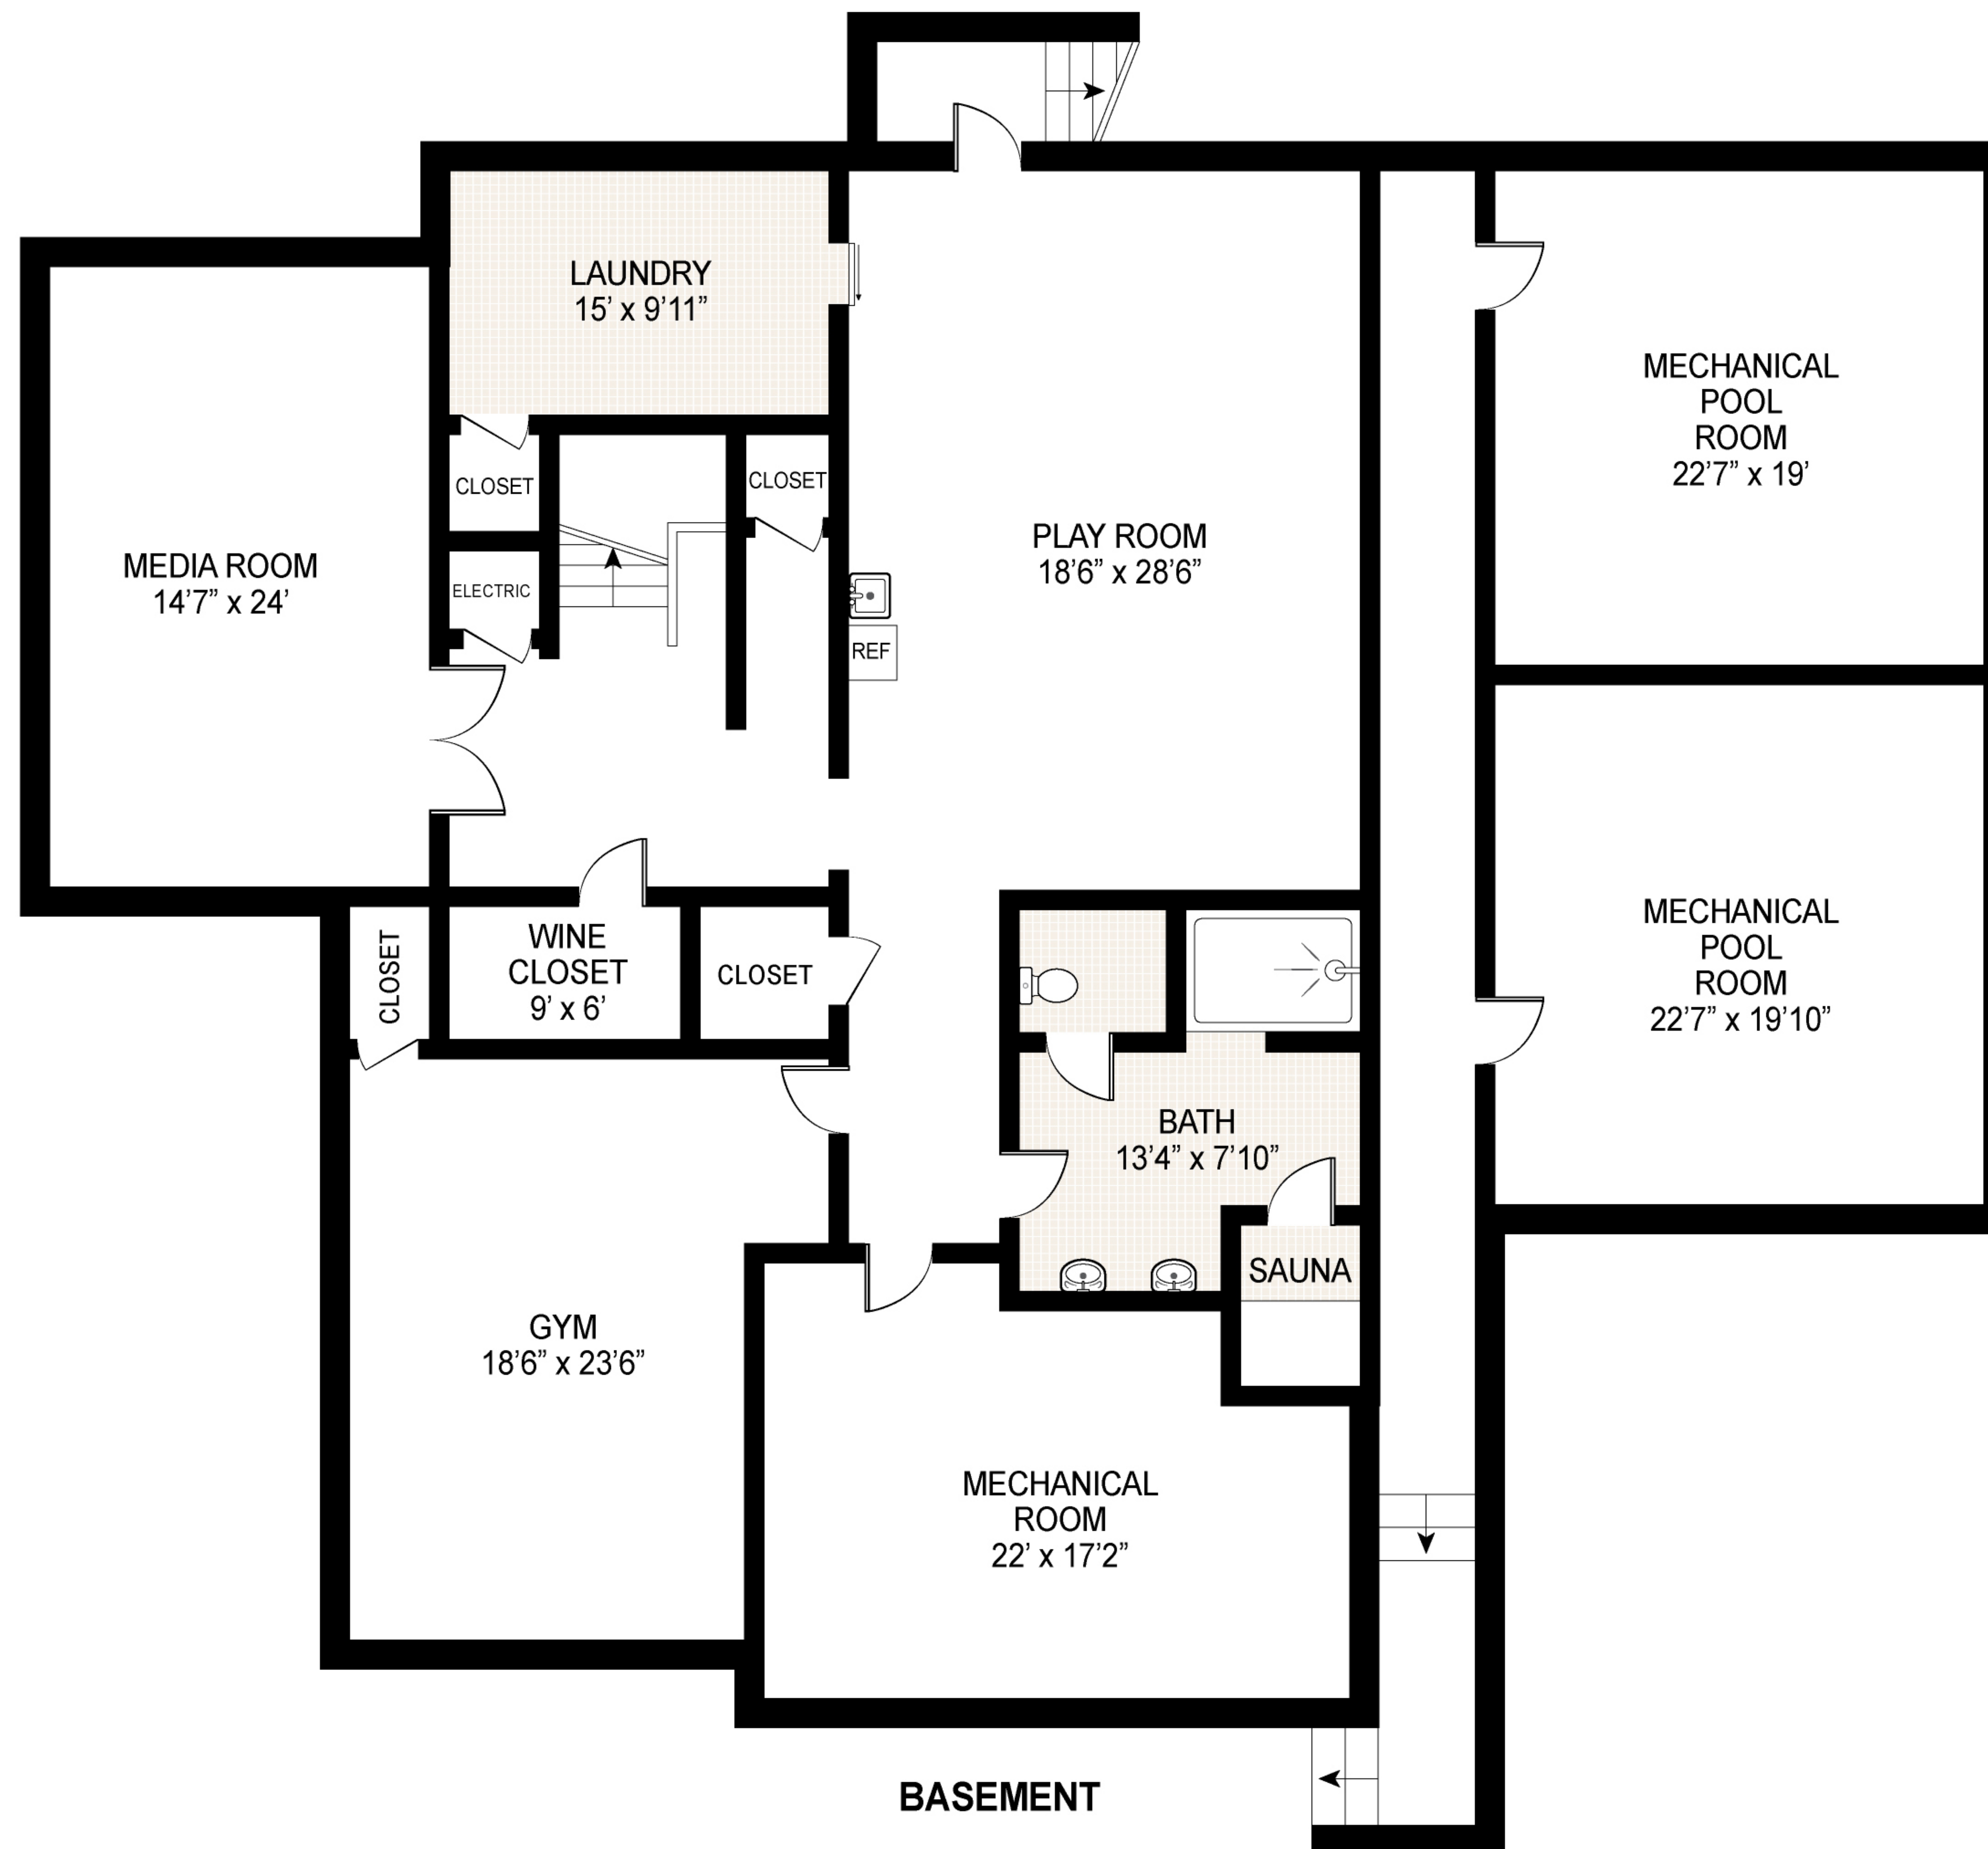 LAUNDRY
15’ x 9’11”
MECHANICAL
POOL
ROOM
22’7” x 19’
CLOSET
CLOSET
PLAY ROOM
18’6” x 28’6”
MEDIA ROOM
14’7” x 24’
ELECTRIC
REF
CLOSET
WINE
CLOSET
9’ x 6’
CLOSET
MECHANICAL
POOL
ROOM
22’7” x 19’10”
BATH
13’4” x 7’10”
SAUNA
GYM
18’6” x 23’6”
MECHANICAL
ROOM
22’ x 17’2”
BASEMENT